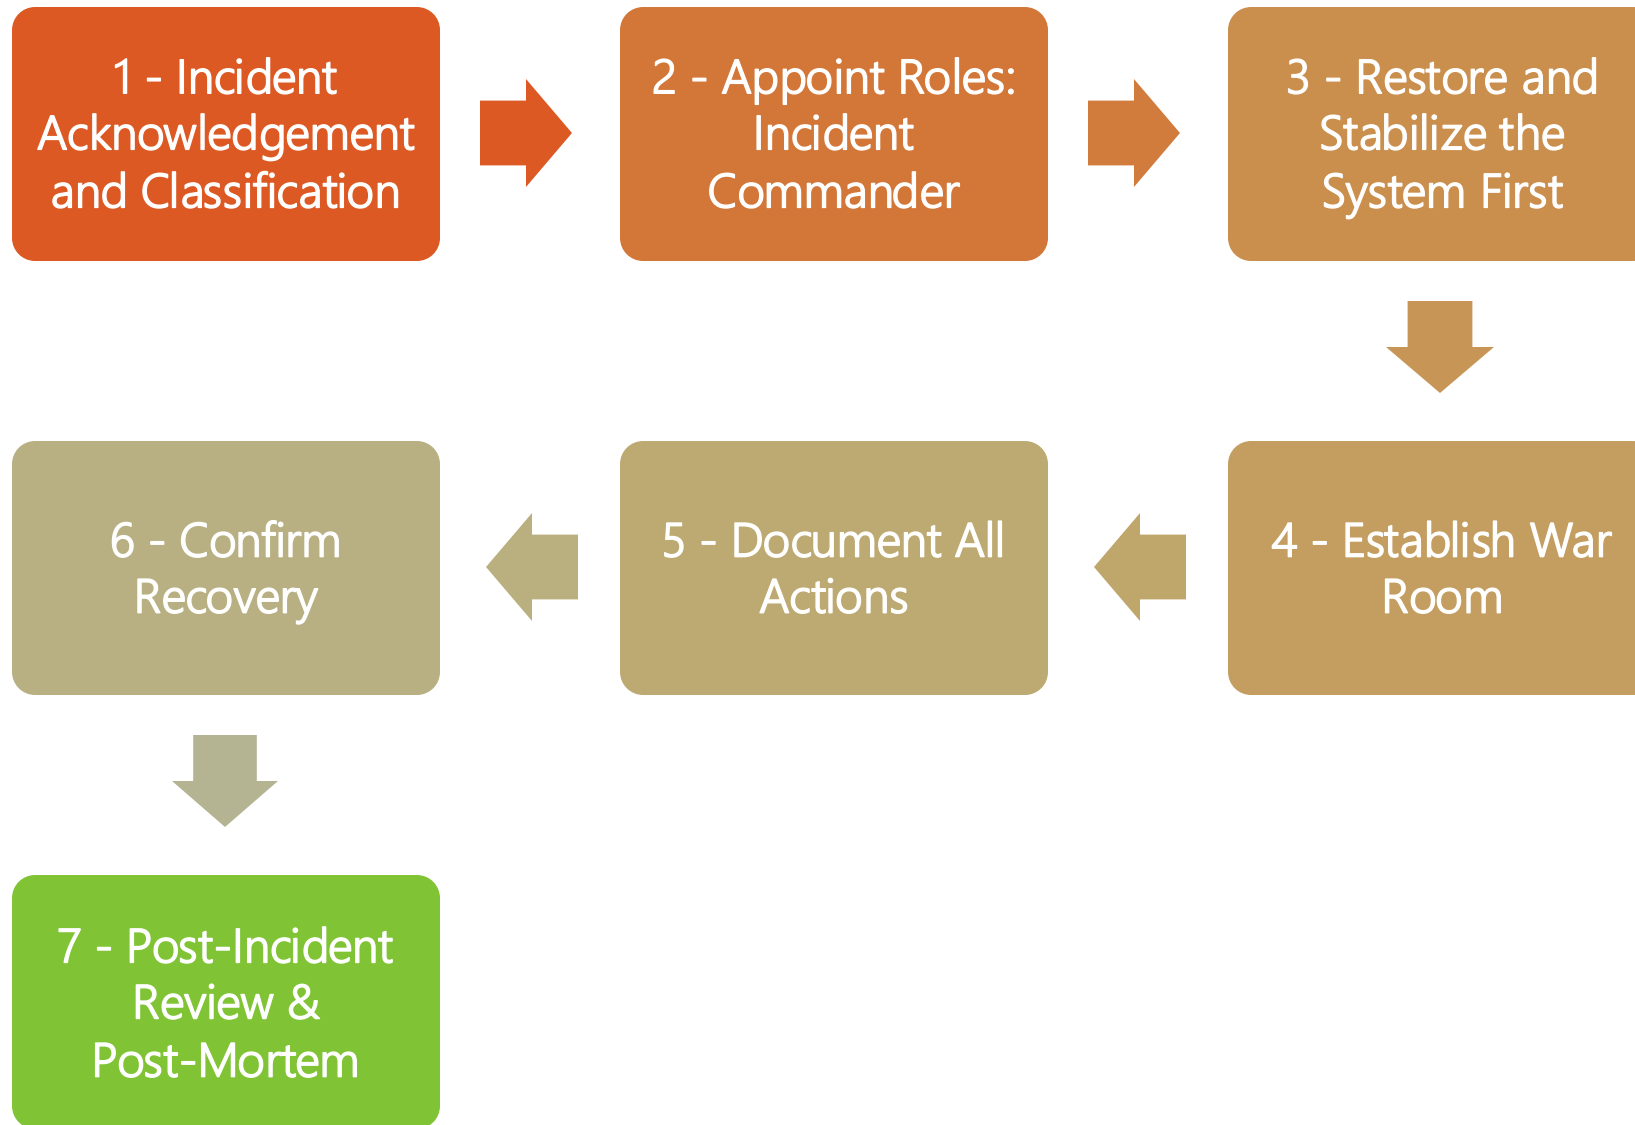 1 - Incident
Acknowledgement
and Classification
2 - Appoint Roles:
Incident
Commander
3 - Restore and
Stabilize the
System First
4 - Establish War
Room
5 - Document All
Actions
6 - Confirm
Recovery
7 - Post-Incident
Review &
Post-Mortem